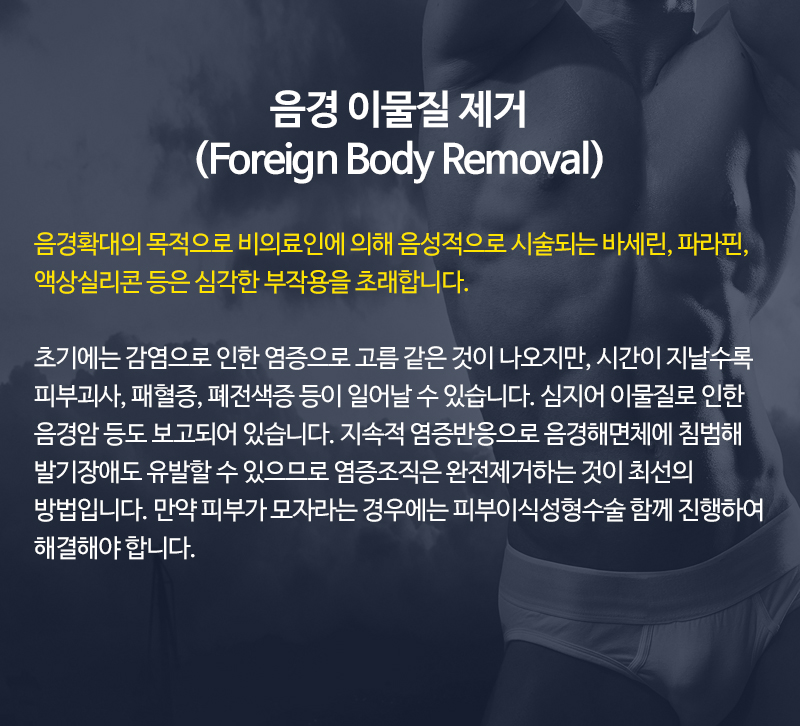 음경 이물질 제거
(Foreign Body Removal)
음경확대의 목적으로 비의료인에 의해 음성적으로 시술되는 바세린, 파라핀,
액상실리콘 등은 심각한 부작용을 초래합니다.
초기에는 감염으로 인한 염증으로 고름 같은 것이 나오지만, 시간이 지날수록
피부괴사, 패혈증, 폐전색증 등이 일어날 수 있습니다. 심지어 이물질로 인한
음경암 등도 보고되어 있습니다. 지속적 염증반응으로 음경해면체에 침범해
발기장애도 유발할 수 있으므로 염증조직은 완전제거하는 것이 최선의
방법입니다. 만약 피부가 모자라는 경우에는 피부이식성형수술 함께 진행하여
해결해야 합니다.